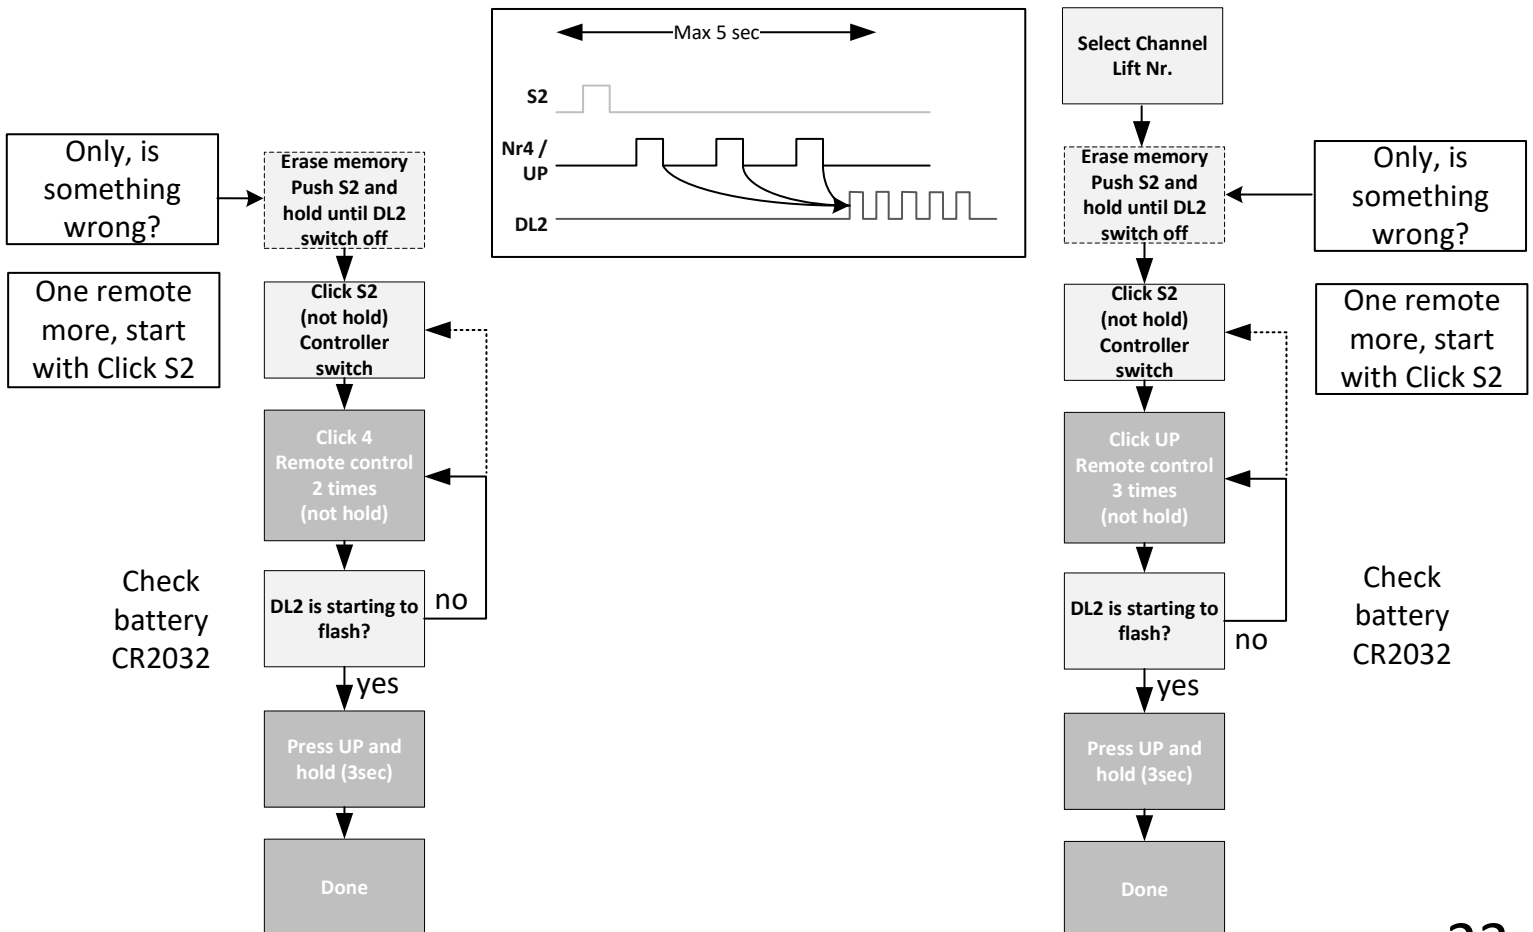 Only, is
something
wrong?
One remote
more, start
with Click S2
Check
battery
CR2032
Erase memory
Push S2 and
hold until DL2
switch off
Click S2
(not hold)
Controller
switch
Click 4
Remote control
2 times
(not hold)
DL2 is starting to
flash?
no
yes
Press UP and
hold (3sec)
Done
Max 5 sec
S2
Nr4 /
UP
DL2
Select Channel
Lift Nr.
Erase memory
Push S2 and
hold until DL2
switch off
Click S2
(not hold)
Controller
switch
Click UP
Remote control
3 times
(not hold)
DL2 is starting to
flash?
no
yes
Press UP and
hold (3sec)
Done
Only, is
something
wrong?
One remote
more, start
with Click S2
Check
battery
CR2032